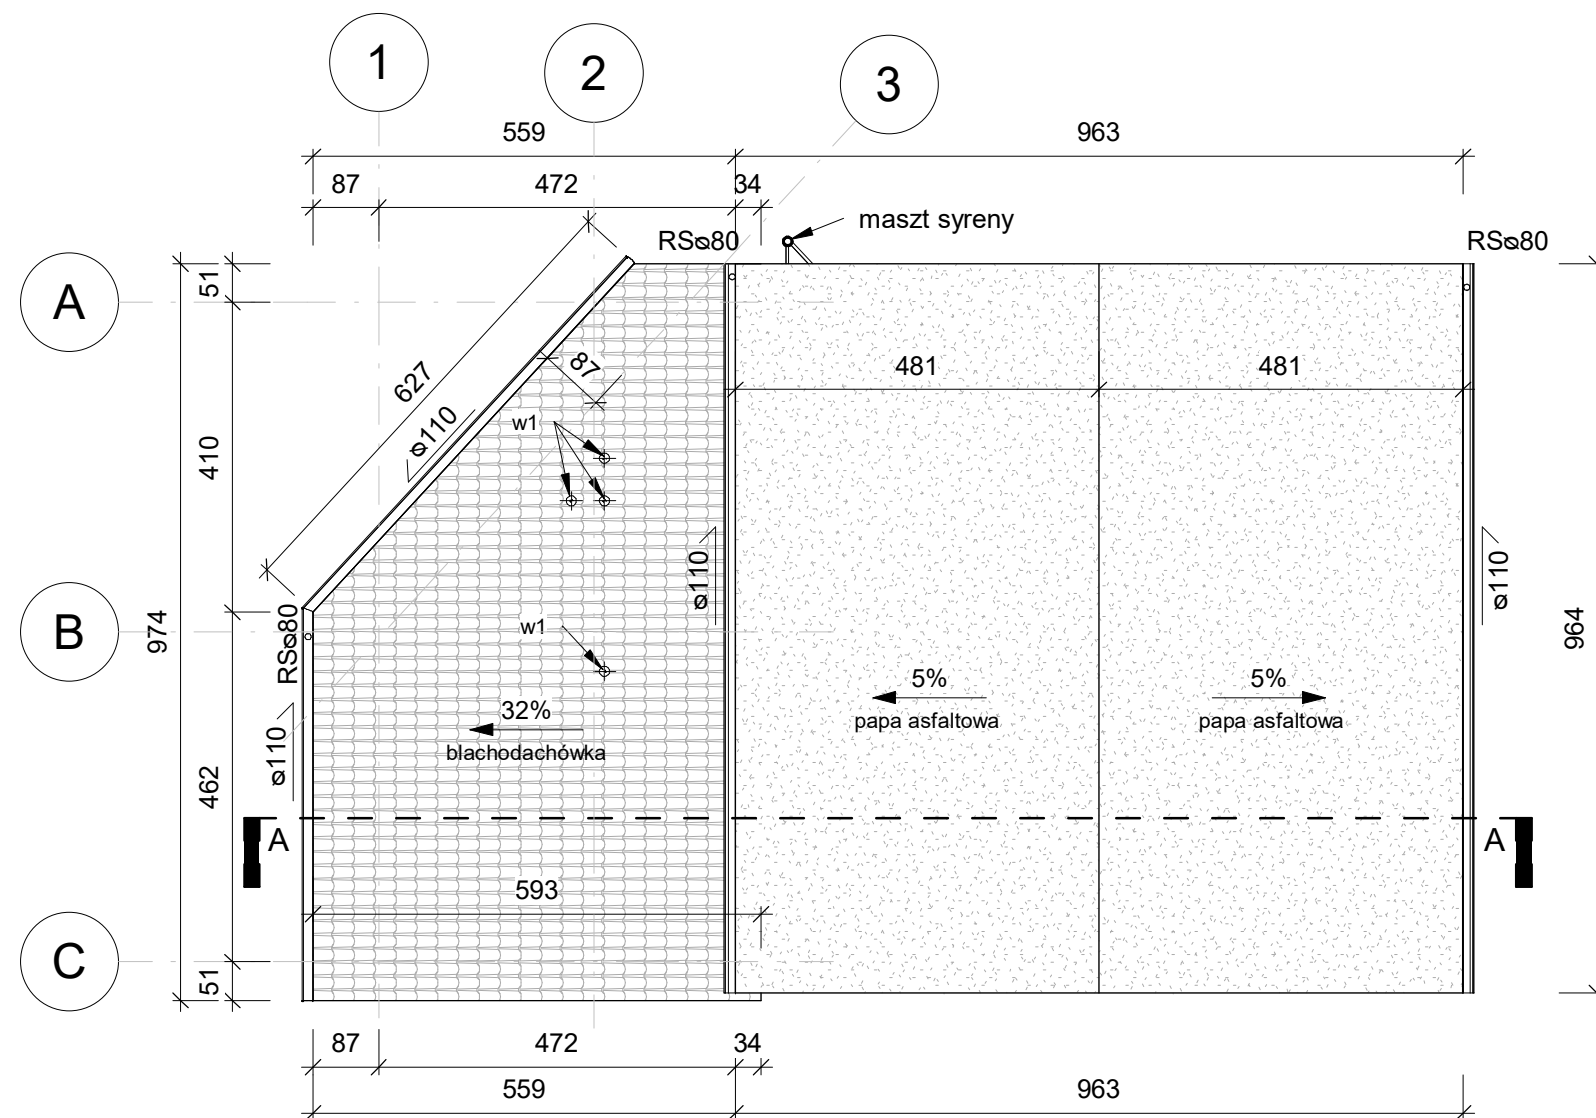 1
2
3
559
963
87
472
34
maszt syreny
RSø80
RSø80
A
51
627
87
481
481
ø110
410
w1
ø110
ø110
B
974
RSø80
w1
964
5%
5%
32%
papa asfaltowa
papa asfaltowa
blachodachówka
ø110
462
A
A
593
C
51
87
472
34
559
963